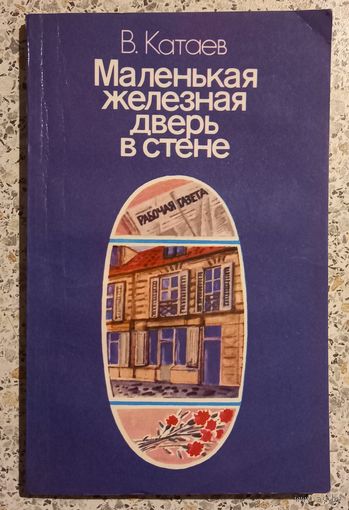 В. Катаев
Маленькая
железная
дверь
в стене
РАБОЧАЯ ГАЗЕТА